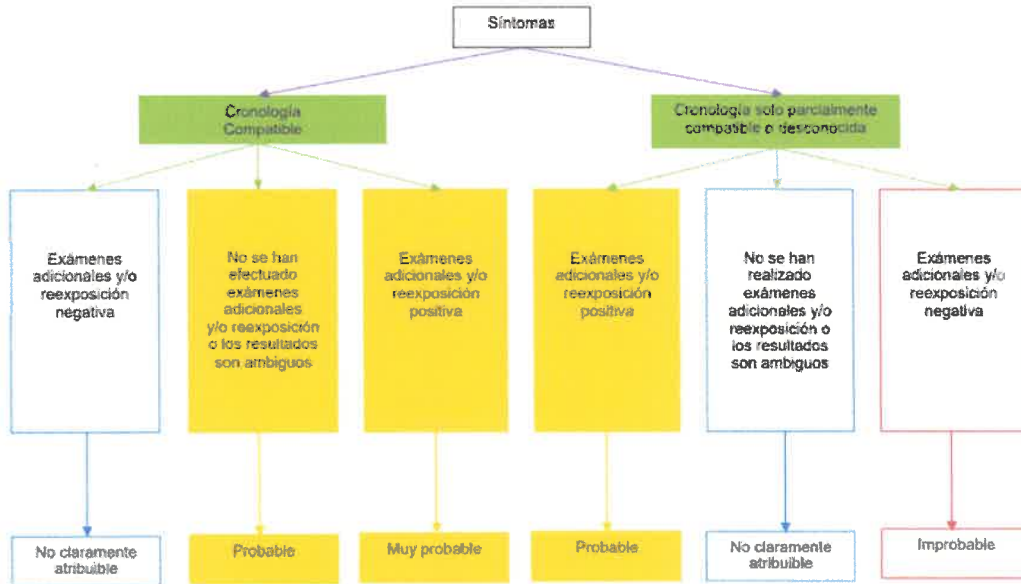 Síntomas
Cronología
Compatible
Cronología solo parcialmente
compatible o desconocida
Exámenes
adicionales y/o
reexposición
negativa
No se han
efectuado
exámenes
adicionales
y/o reexposición
o los resultados
son ambiguos
Exámenes
adicionales y/o
reexposición
positiva
Exámenes
adicionales y/o
reexposición
positiva
No se han
realizado
exámenes
adicionales y/o
reexposición o
los resultados
son ambiguos
Exámenes
adicionales y/o
reexposición
negativa
No claramente
atribuible
Probable
Muy probable
Probable
No claramente
atribuible
Improbable